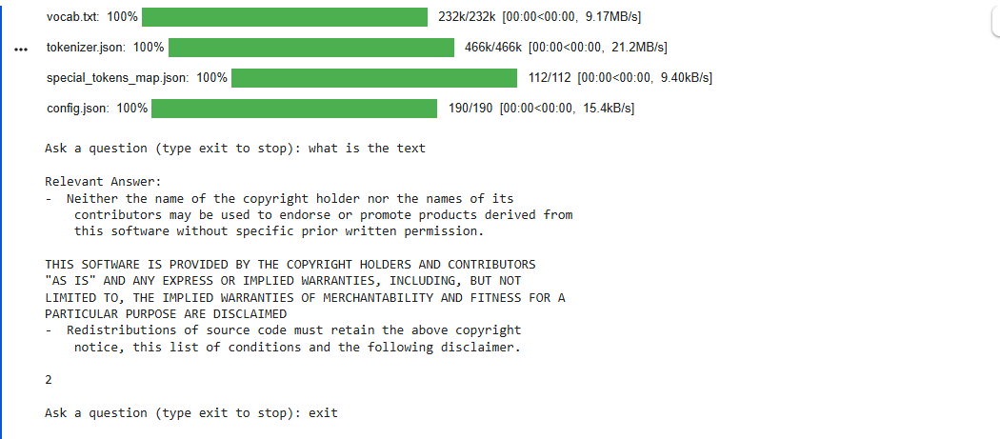 vocab.txt: 100% 232k/232k [00:00<00:00, 9.17MB/s]
tokenizer.json: 100% 466k/466k [00:00<00:00, 21.2MB/s]
special_tokens_map.json: 100% 112/112 [00:00<00:00, 9.40kB/s]
config.json: 100% 190/190 [00:00<00:00, 15.4kB/s]
Ask a question (type exit to stop): what is the text
Relevant Answer:
- Neither the name of the copyright holder nor the names of its
contributors may be used to endorse or promote products derived from
this software without specific prior written permission.
THIS SOFTWARE IS PROVIDED BY THE COPYRIGHT HOLDERS AND CONTRIBUTORS
"AS IS" AND ANY EXPRESS OR IMPLIED WARRANTIES, INCLUDING, BUT NOT
LIMITED TO, THE IMPLIED WARRANTIES OF MERCHANTABILITY AND FITNESS FOR A
PARTICULAR PURPOSE ARE DISCLAIMED
- Redistributions of source code must retain the above copyright
notice, this list of conditions and the following disclaimer.
2
Ask a question (type exit to stop): exit